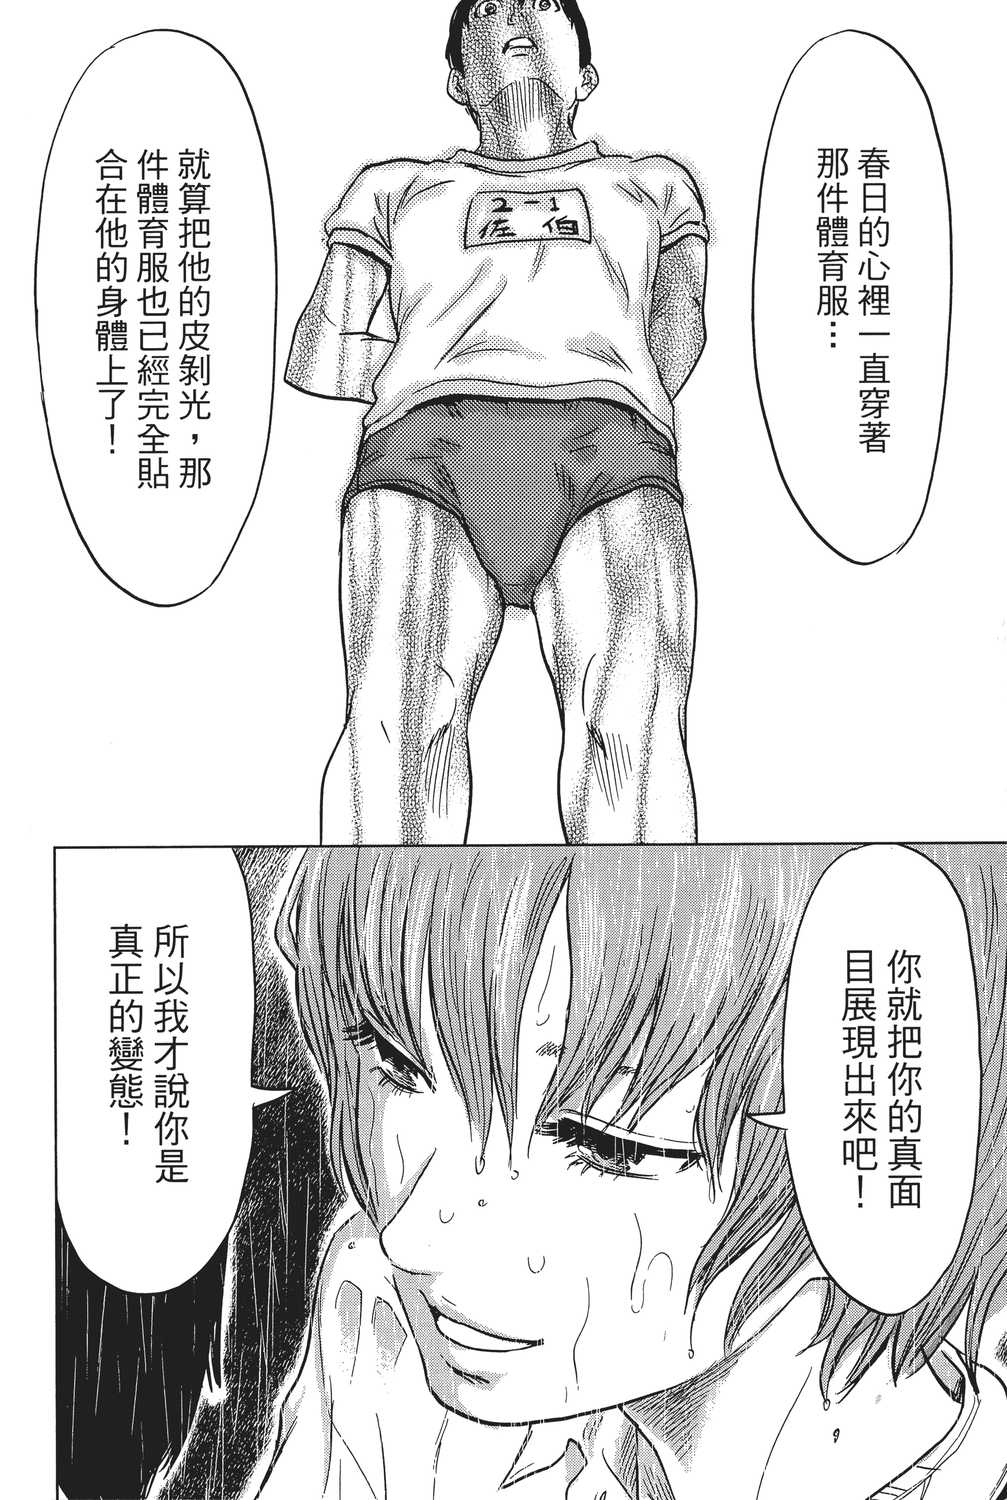 春日的心裡一直穿著
那件體育服…
2-1
佐伯
就算把他的皮剝光，那
件體育服也已經完全貼
合在他的身體上了！
你就把你的真面
目展現出來吧！
所以我才說你是
真正的變態！